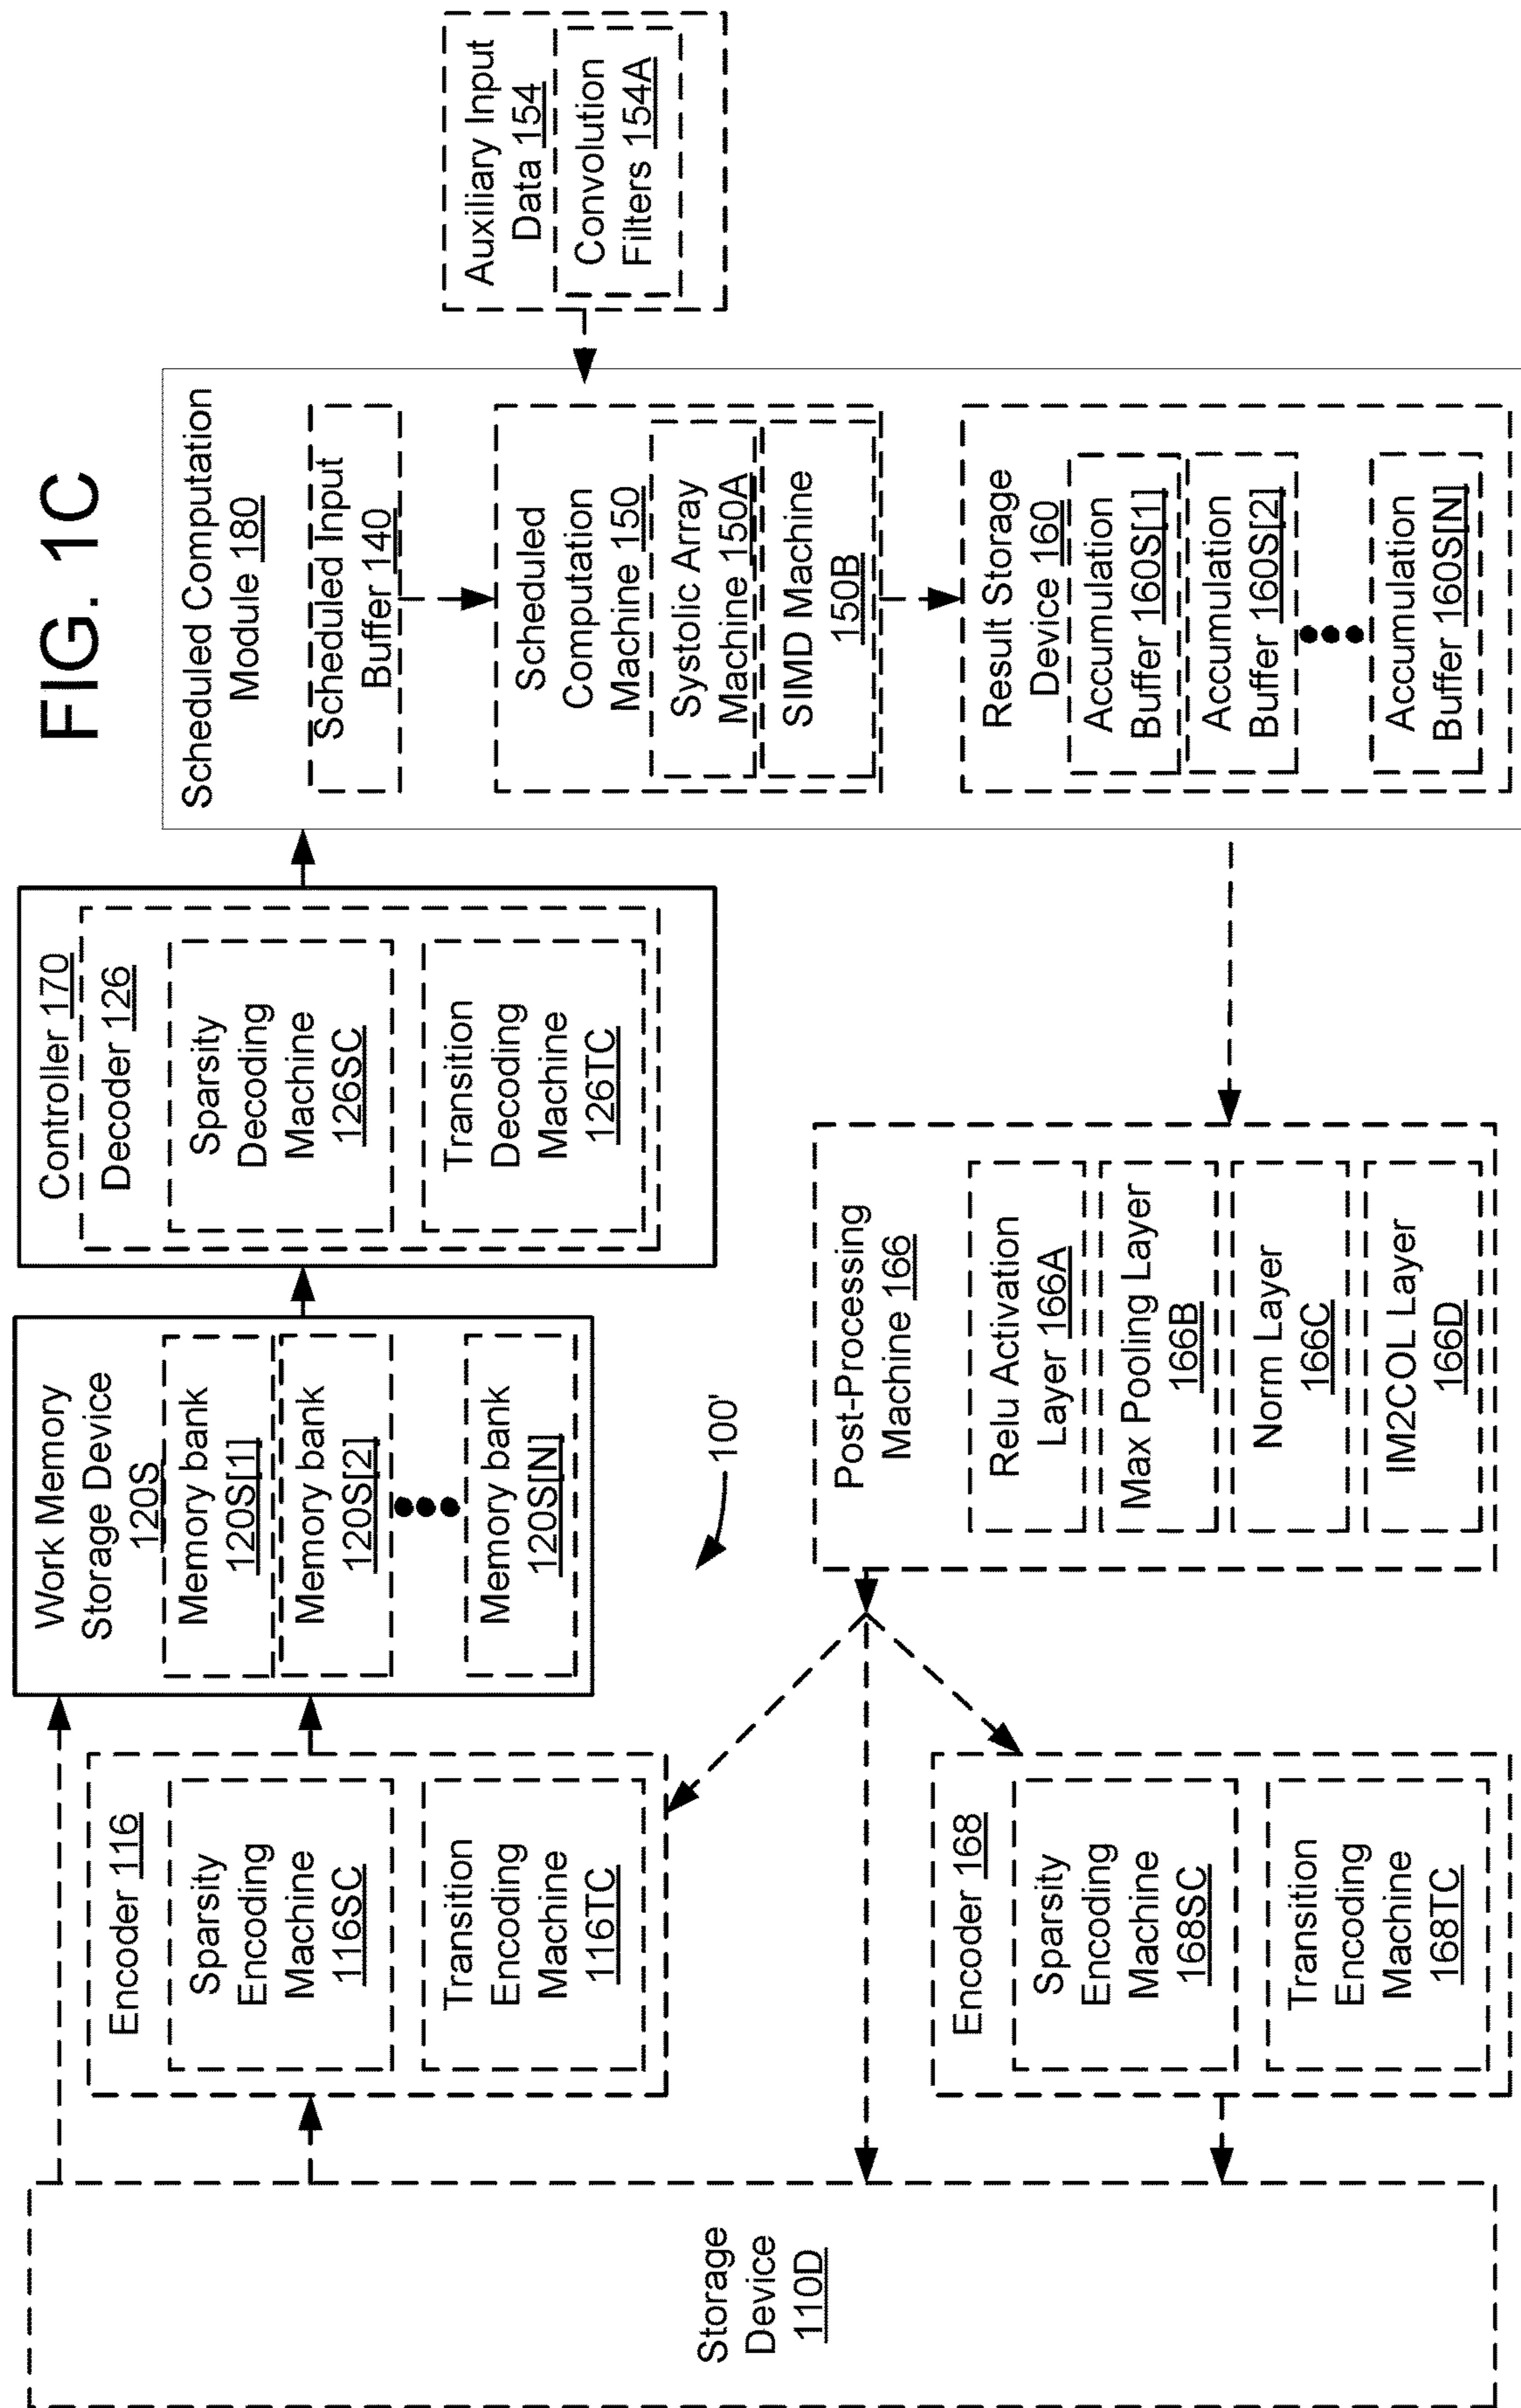 FIG. 1C
Storage
Device
110D
Encoder 116
Sparsity
Encoding
Machine
116SC
Transition
Encoding
Machine
116TC
Work Memory
Storage Device
120S
Memory bank
120S[1]
Memory bank
120S[2]
Memory bank
120S[N]
Controller 170
Decoder 126
Sparsity
Decoding
Machine
126SC
Transition
Decoding
Machine
126TC
Scheduled Computation
Module 180
Scheduled Input
Buffer 140
Scheduled
Computation
Machine 150
Systolic Array
Machine 150A
SIMD Machine
150B
Result Storage
Device 160
Accumulation
Buffer 160S[1]
Accumulation
Buffer 160S[2]
Accumulation
Buffer 160S[N]
Auxiliary Input
Data 154
Convolution
Filters 154A
100'
Post-Processing
Machine 166
Relu Activation
Layer 166A
Max Pooling Layer
166B
Norm Layer
166C
IM2COL Layer
166D
Encoder 168
Sparsity
Encoding
Machine
168SC
Transition
Encoding
Machine
168TC